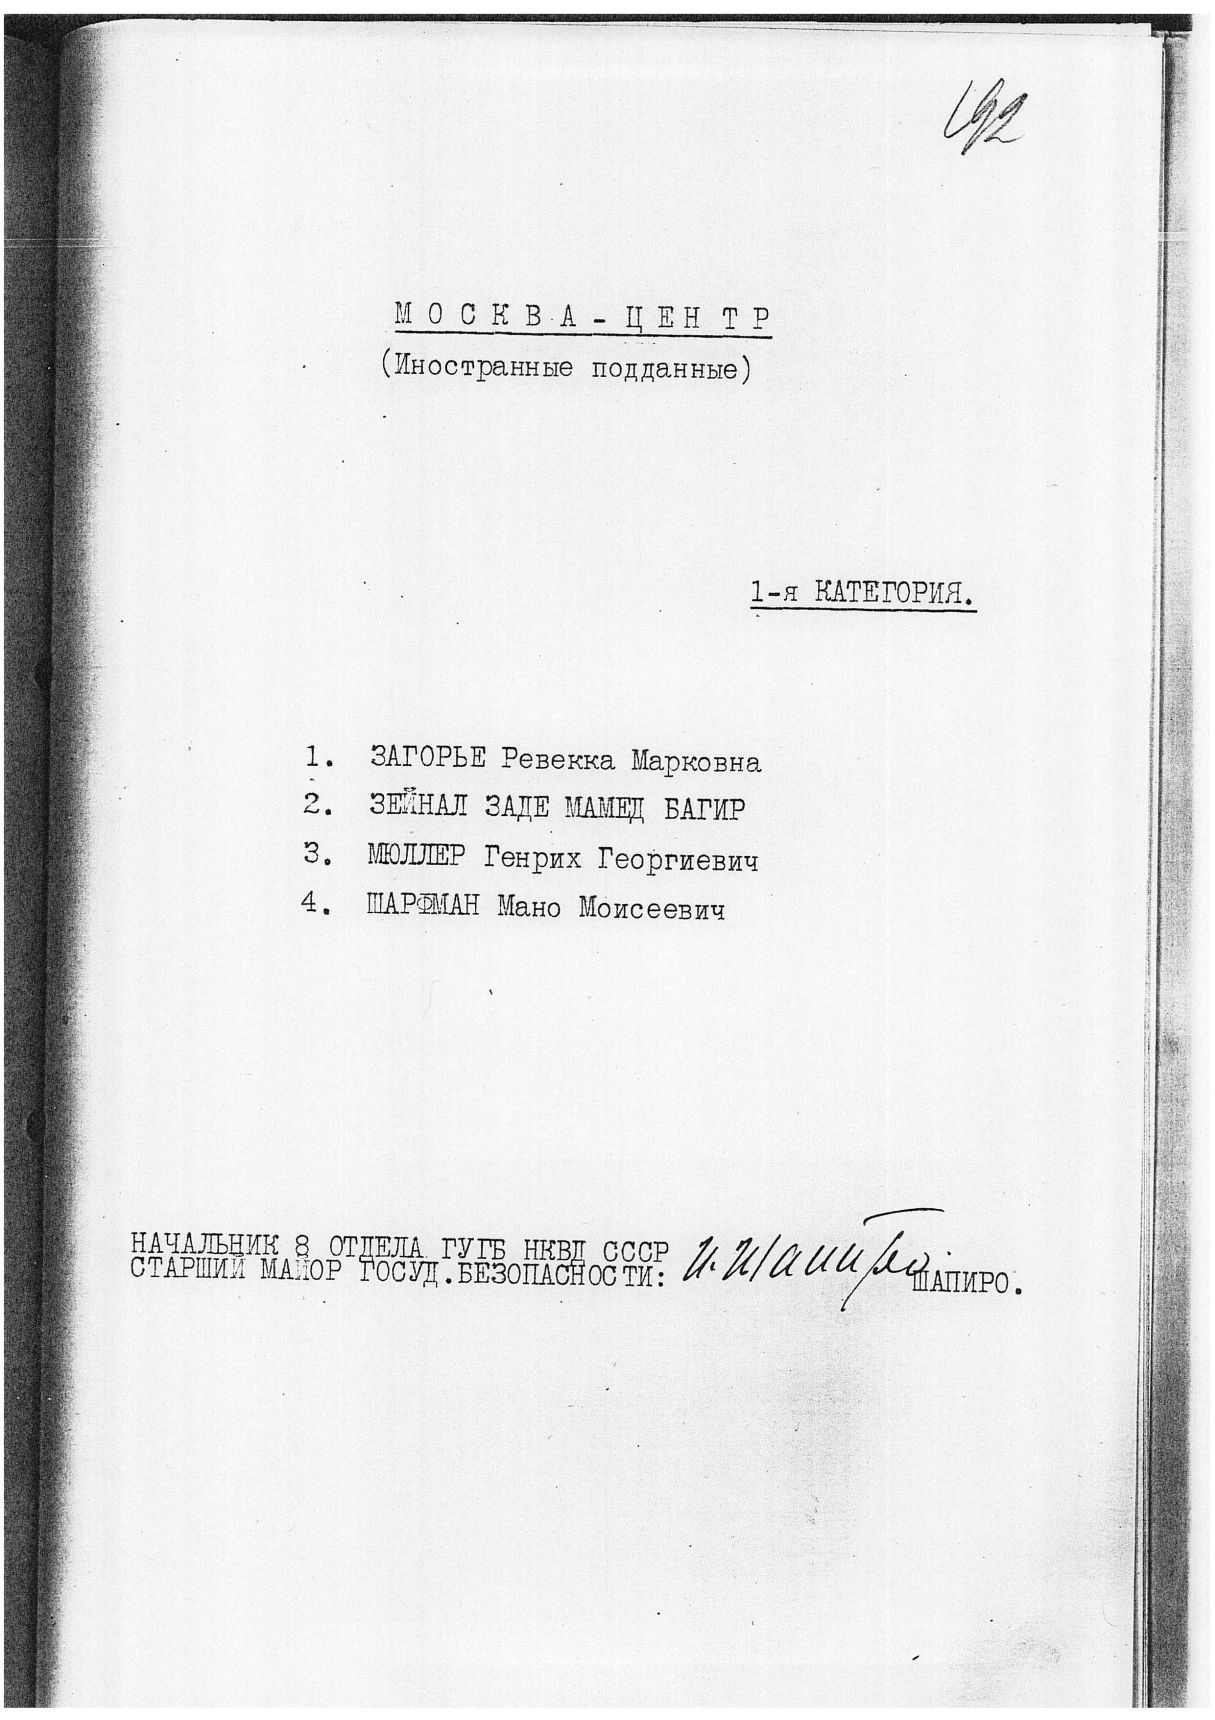 192
МОСКВА-ЦЕНТР
(Иностранные подданные)
1-я КАТЕГОРИЯ.
1. ЗАГОРЬЕ Ревекка Марковна
2. ЗЕЙНАЛ ЗАДЕ МАМЕД БАГИР
3. МЮЛЛЕР Генрих Георгиевич
4. ШАРФМАН Мано Моисеевич
НАЧАЛЬНИК 8 ОТДЕЛА ГУГБ НКВД СССР
СТАРШИЙ МАЙОР ГОСУД.БЕЗОПАСНОСТИ: И. Шапиро ШАПИРО.